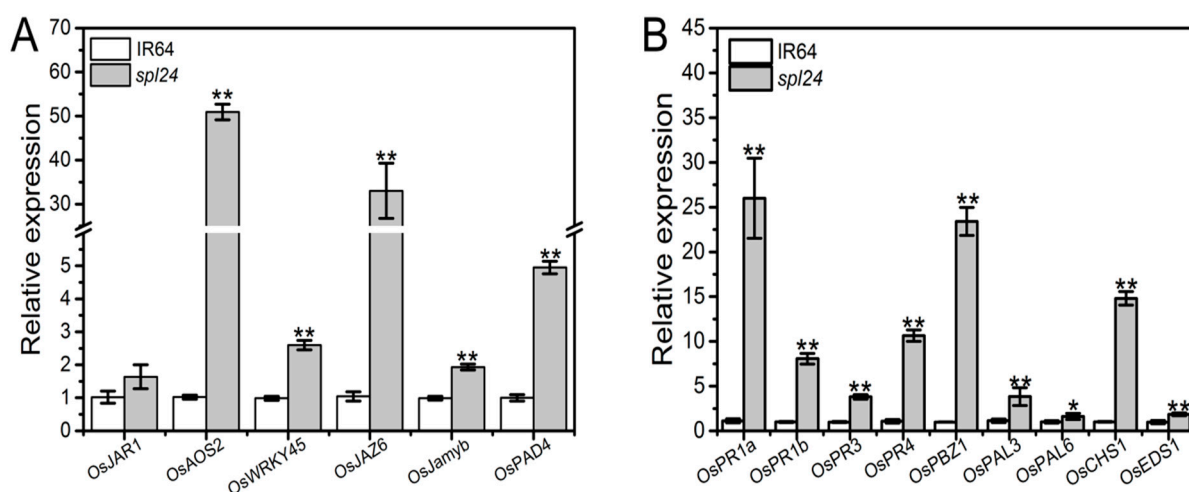 A
Relative expression
70
60
50
40
30
5
4
3
2
1
0
IR64
spl24
**
**
**
**
**
OsJAR1
OsAOS2
OsWRKY45
OsJAZ6
OsJamyb
OsPAD4
B
Relative expression
45
40
35
30
25
20
15
10
5
0
IR64
spl24
**
**
**
**
**
**
*
**
**
OsPR1a
OsPR1b
OsPR3
OsPR4
OsPBZ1
OsPAL3
OsPAL6
OsCHS1
OsEDS1